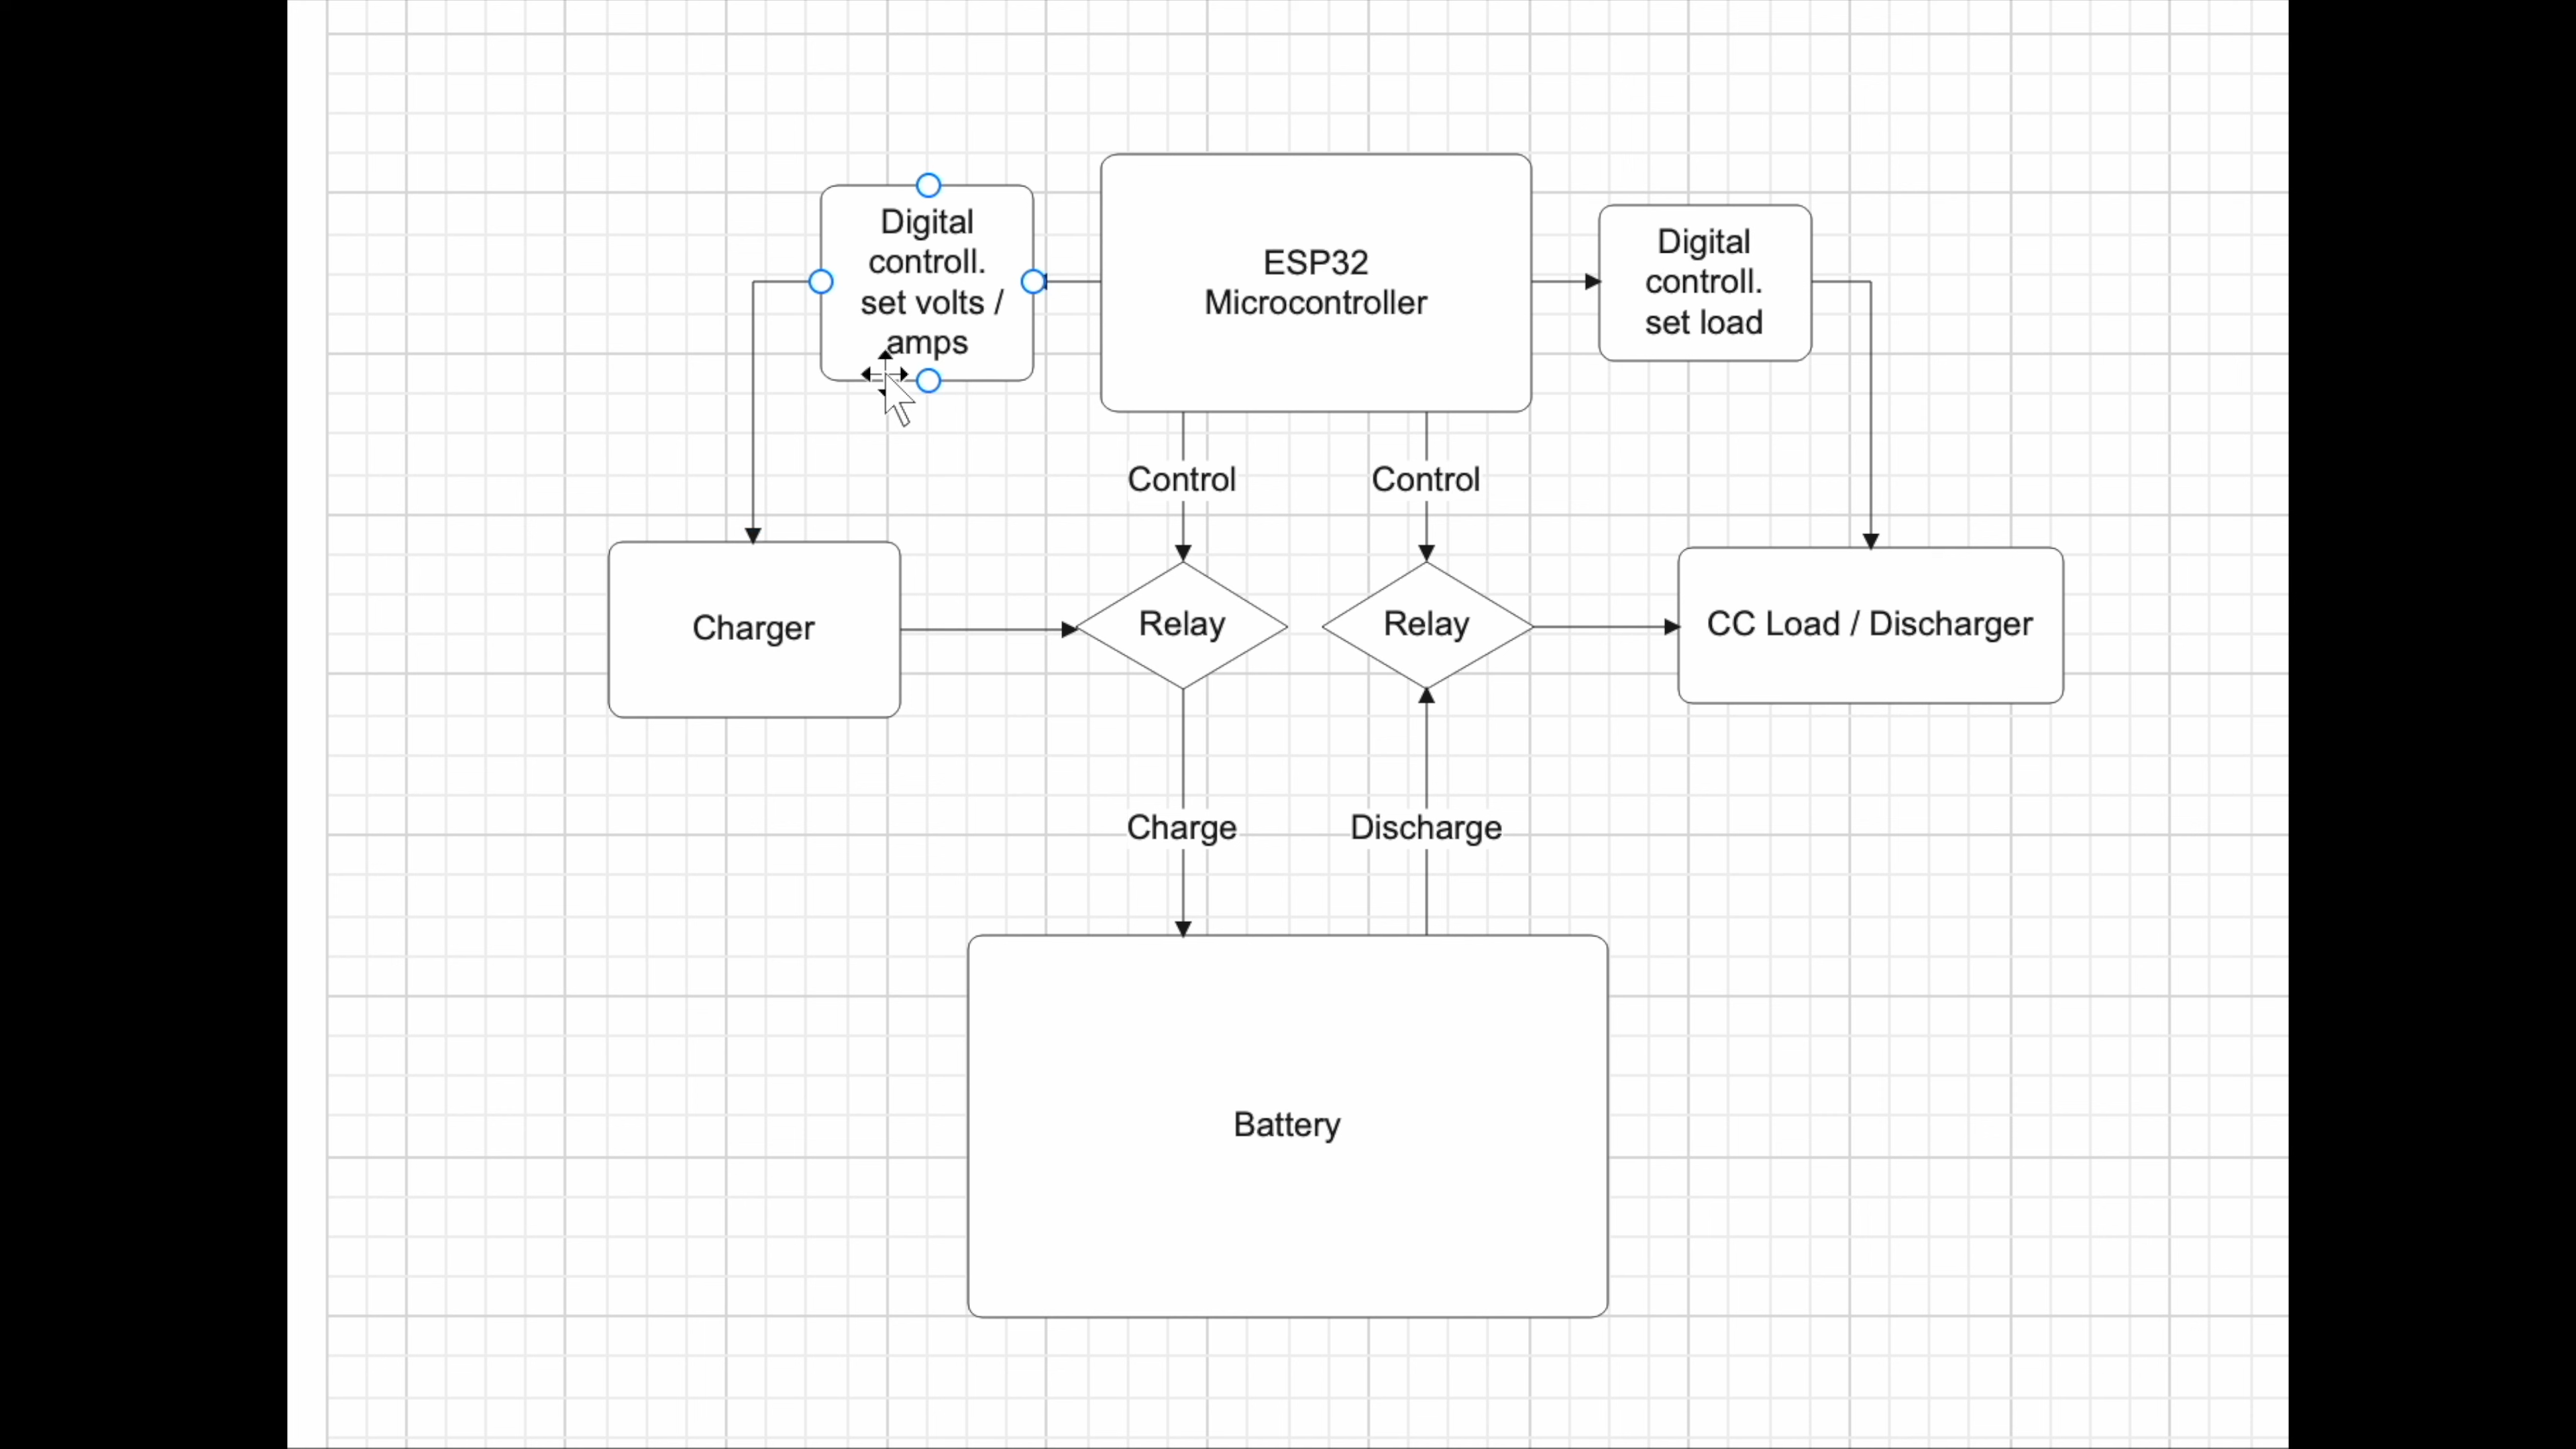 Digital
controll.
set volts /
amps
ESP32
Microcontroller
Digital
controll.
set load
Control
Control
Charger
Relay
Relay
CC Load / Discharger
Charge
Discharge
Battery